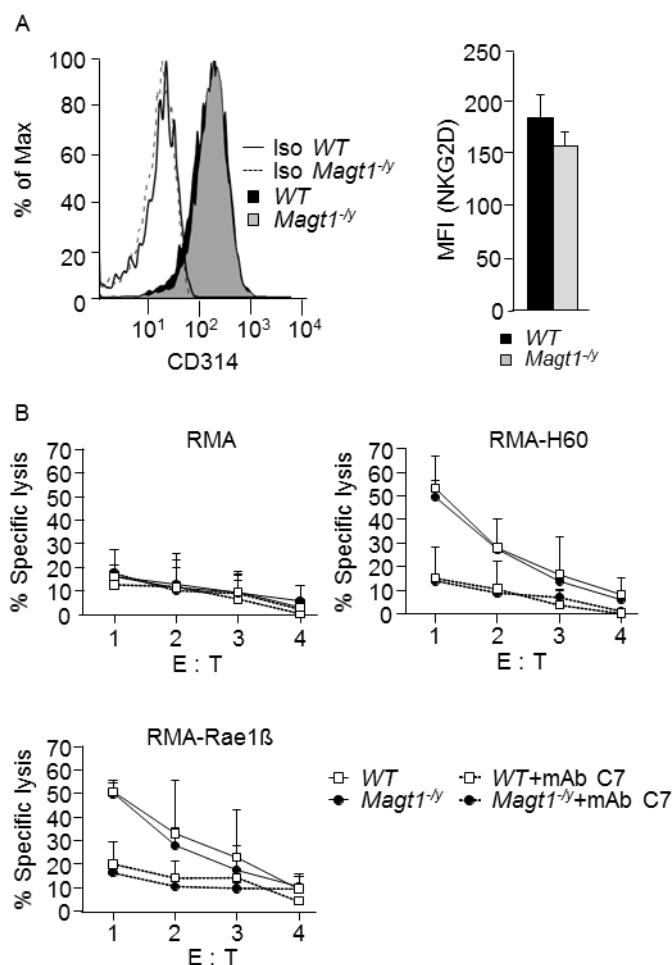 A
% of Max
100
80
60
40
20
0
10¹ 10² 10³ 10⁴
CD314
Iso WT
Iso Magt1⁻/ʸ
WT
Magt1⁻/ʸ
MFI (NKG2D)
250
200
150
100
50
0
WT
Magt1⁻/ʸ
B
RMA
% Specific lysis
70
60
50
40
30
20
10
0
1 2 3 4
E : T
RMA-H60
% Specific lysis
70
60
50
40
30
20
10
0
1 2 3 4
E : T
RMA-Rae1ß
% Specific lysis
70
60
50
40
30
20
10
0
1 2 3 4
E : T
WT WT+mAb C7
Magt1⁻/ʸ Magt1⁻/ʸ+mAb C7